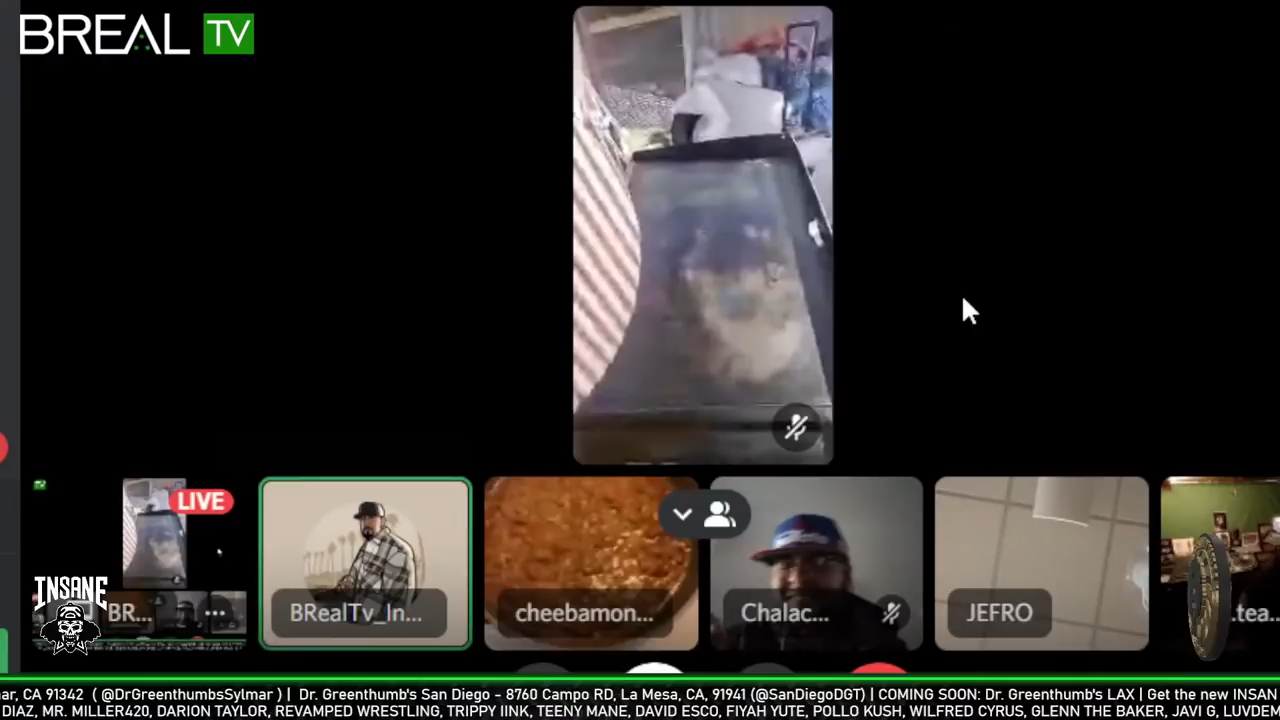 BREAL TV
LIVE
BR...
BRealTv_In...
cheebamon...
Chalac...
JEFRO
.tea...
INSANE
ar, CA 91342 ( @DrGreenthumbsSylmar ) | Dr. Greenthumb's San Diego - 8760 Campo RD, La Mesa, CA, 91941 (@SanDiegoDGT) | COMING SOON: Dr. Greenthumb's LAX | Get the new INSAN
DIAZ, MR. MILLER420, DARION TAYLOR, REVAMPED WRESTLING, TRIPPY IINK, TEENY MANE, DAVID ESCO, FIYAH YUTE, POLLO KUSH, WILFRED CYRUS, GLENN THE BAKER, JAVI G, LUVDEM